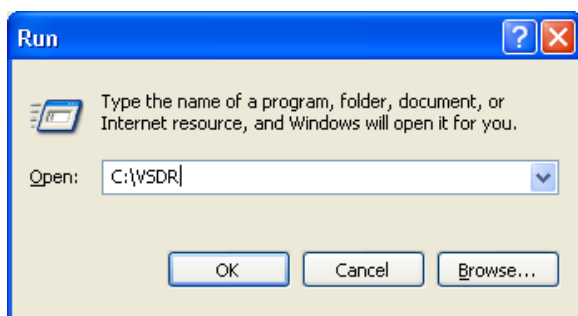 Run
Type the name of a program, folder, document, or
Internet resource, and Windows will open it for you.
Open: C:\VSDR
OK Cancel Browse...